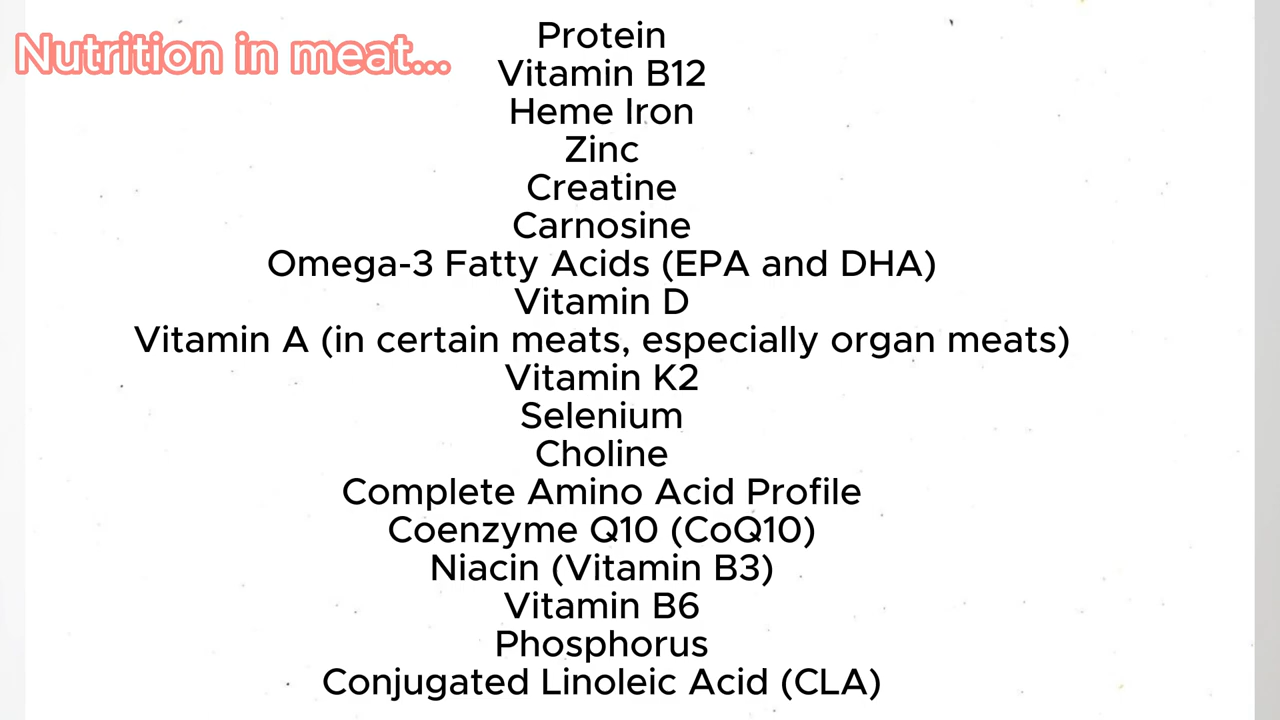 Nutrition in meat...
Protein
Vitamin B12
Heme Iron
Zinc
Creatine
Carnosine
Omega-3 Fatty Acids (EPA and DHA)
Vitamin D
Vitamin A (in certain meats, especially organ meats)
Vitamin K2
Selenium
Choline
Complete Amino Acid Profile
Coenzyme Q10 (CoQ10)
Niacin (Vitamin B3)
Vitamin B6
Phosphorus
Conjugated Linoleic Acid (CLA)